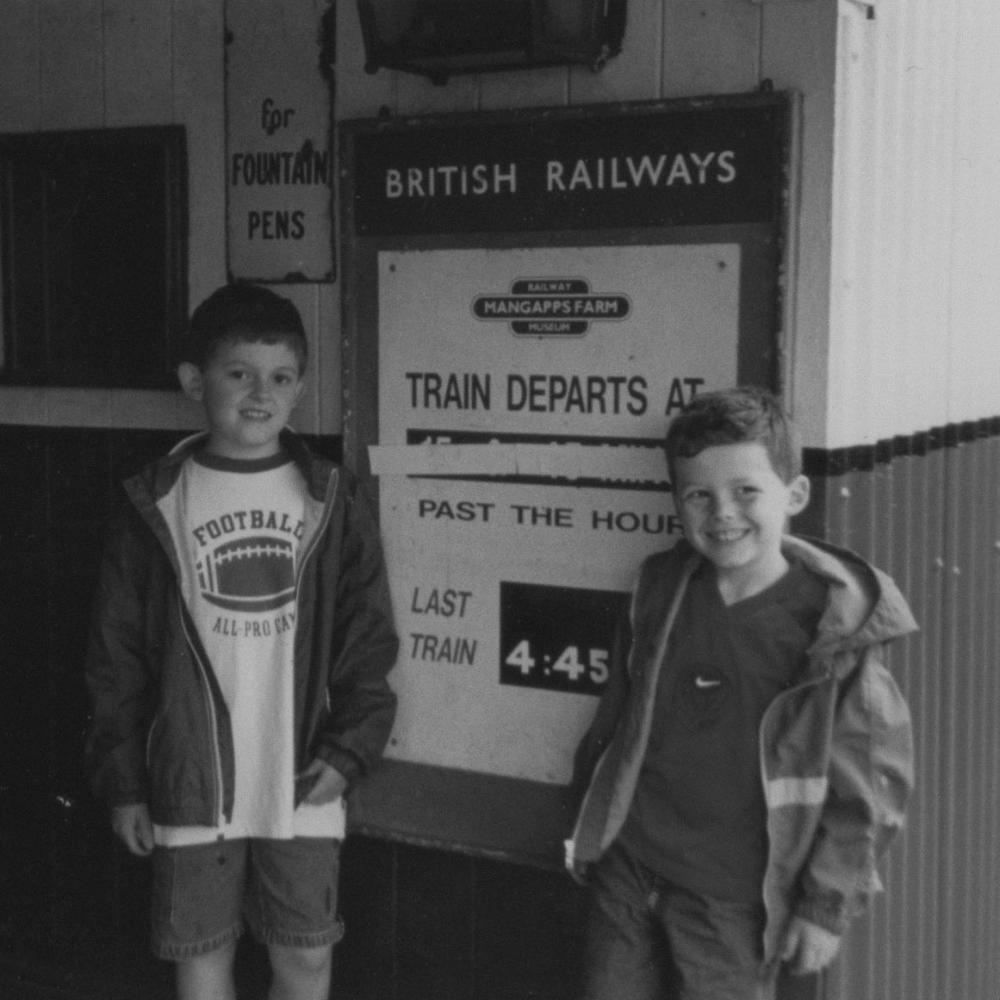 for
FOUNTAIN
PENS
BRITISH RAILWAYS
RAILWAY
MANGAPPS FARM
MUSEUM
TRAIN DEPARTS AT
PAST THE HOUR
LAST
TRAIN
4:45
FOOTBALL
ALL-PRO